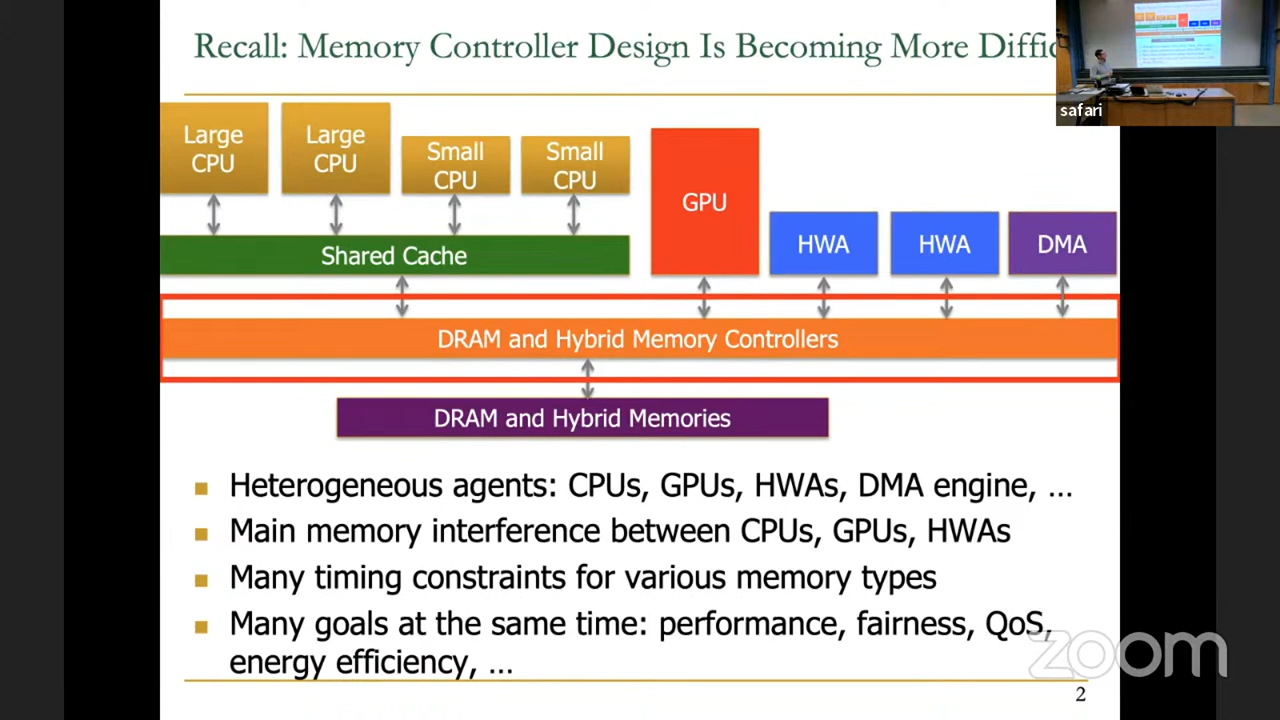 Recall: Memory Controller Design Is Becoming More Diffic
safari
Large
CPU
Large
CPU
Small
CPU
Small
CPU
GPU
HWA
HWA
DMA
Shared Cache
DRAM and Hybrid Memory Controllers
DRAM and Hybrid Memories
■ Heterogeneous agents: CPUs, GPUs, HWAs, DMA engine, …
■ Main memory interference between CPUs, GPUs, HWAs
■ Many timing constraints for various memory types
■ Many goals at the same time: performance, fairness, QoS,
energy efficiency, …
zoom
2